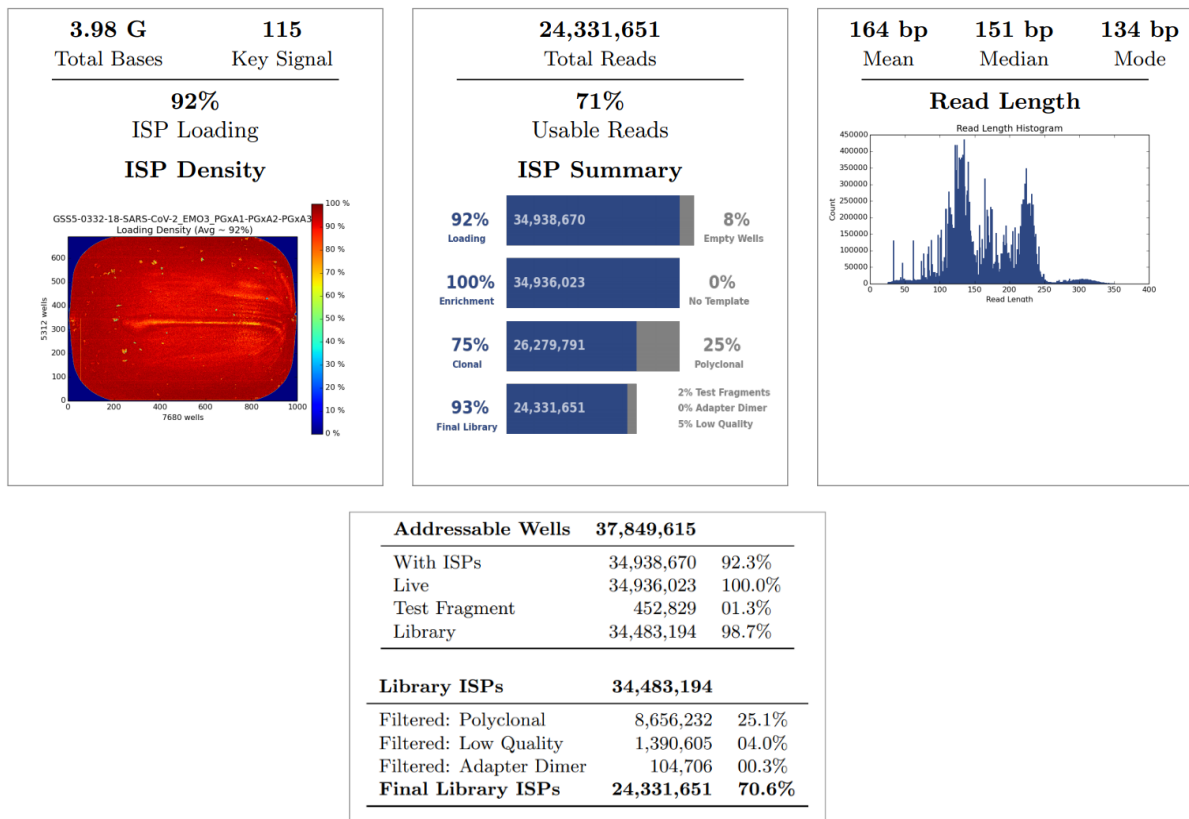 3.98 G 115
Total Bases Key Signal
92%
ISP Loading
ISP Density
GSS5-0332-18-SARS-CoV-2_EMO3_PGxA1-PGxA2-PGxA3
Loading Density (Avg ~ 92%)
5312 wells
600
500
400
300
200
100
0
0 200 400 600 800 1000
7680 wells
100 %
90 %
80 %
70 %
60 %
50 %
40 %
30 %
20 %
10 %
0 %
24,331,651
Total Reads
71%
Usable Reads
ISP Summary
92% 34,938,670 8%
Loading Empty Wells
100% 34,936,023 0%
Enrichment No Template
75% 26,279,791 25%
Clonal Polyclonal
93% 24,331,651
Final Library
2% Test Fragments
0% Adapter Dimer
5% Low Quality
164 bp 151 bp 134 bp
Mean Median Mode
Read Length
Read Length Histogram
Count
450000
400000
350000
300000
250000
200000
150000
100000
50000
0
0 50 100 150 200 250 300 350 400
Read Length
Addressable Wells 37,849,615
With ISPs 34,938,670 92.3%
Live 34,936,023 100.0%
Test Fragment 452,829 01.3%
Library 34,483,194 98.7%
Library ISPs 34,483,194
Filtered: Polyclonal 8,656,232 25.1%
Filtered: Low Quality 1,390,605 04.0%
Filtered: Adapter Dimer 104,706 00.3%
Final Library ISPs 24,331,651 70.6%